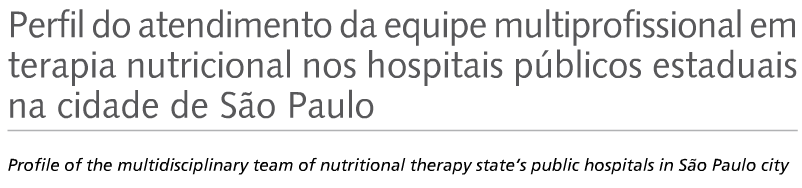 Perfil do atendimento da equipe multiprofissional em
terapia nutricional nos hospitais públicos estaduais
na cidade de São Paulo
Profile of the multidisciplinary team of nutritional therapy state’s public hospitals in São Paulo city